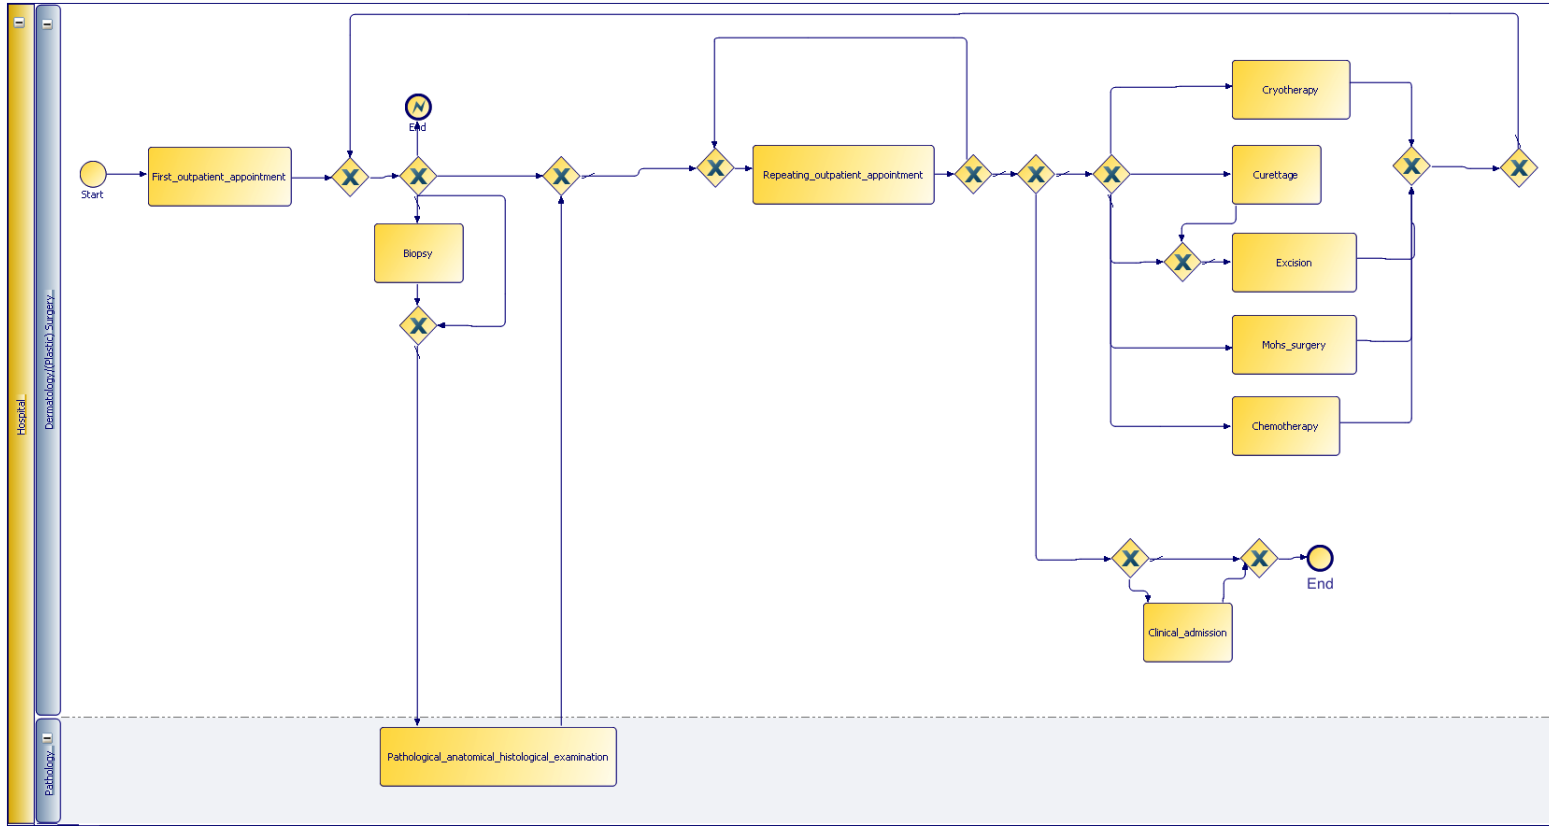 Hospital
Dermatology/(Plastic) Surgery
Start
First_outpatient_appointment
End
Biopsy
Repeating_outpatient_appointment
Cryotherapy
Curettage
Excision
Mohs_surgery
Chemotherapy
End
Clinical_admission
Pathology
Pathological_anatomical_histological_examination